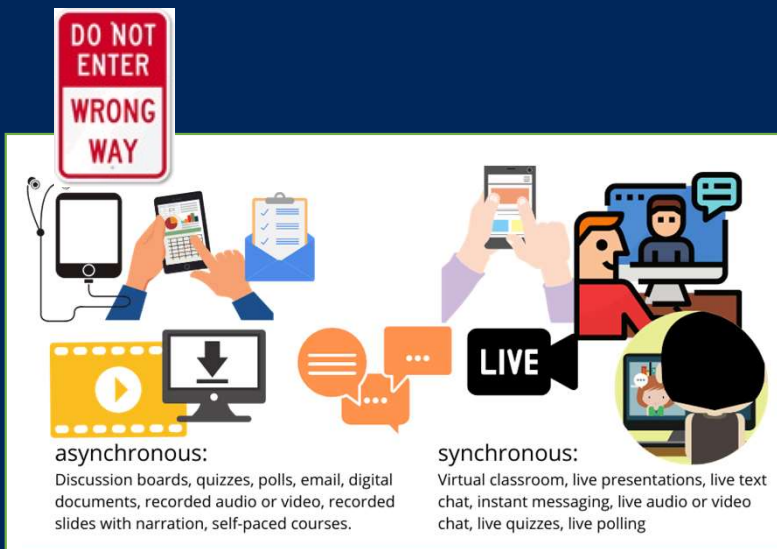 DO NOT
ENTER
WRONG
WAY
LIVE
asynchronous:
Discussion boards, quizzes, polls, email, digital
documents, recorded audio or video, recorded
slides with narration, self-paced courses.
synchronous:
Virtual classroom, live presentations, live text
chat, instant messaging, live audio or video
chat, live quizzes, live polling